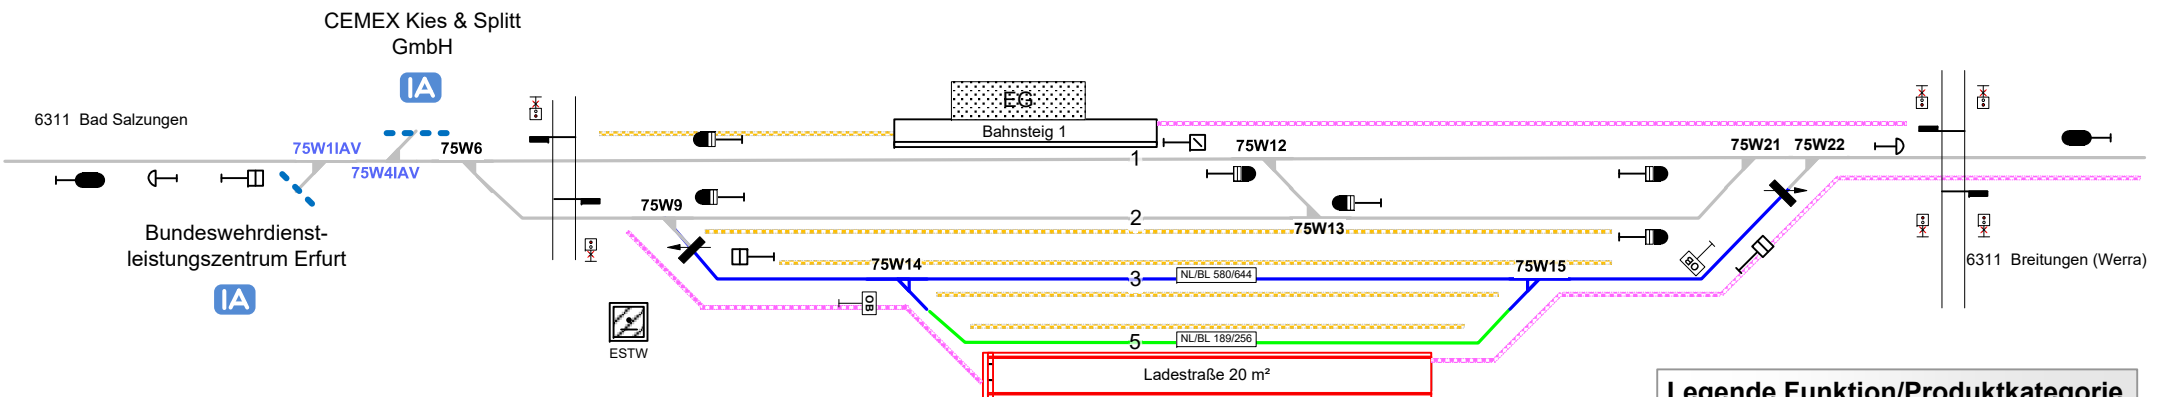 CEMEX Kies & Splitt
GmbH
IA
EG
6311 Bad Salzungen
Bahnsteig 1
75W1IAV
75W4IAV
75W6
1
75W12
75W21
75W22
75W9
2
75W13
Bundeswehrdienst-
leistungszentrum Erfurt
IA
75W14
3
NL/BL 580/644
75W15
OB
6311 Breitungen (Werra)
OB
ESTW
5
NL/BL 189/256
Ladestraße 20 m²
Legende Funktion/Produktkategorie